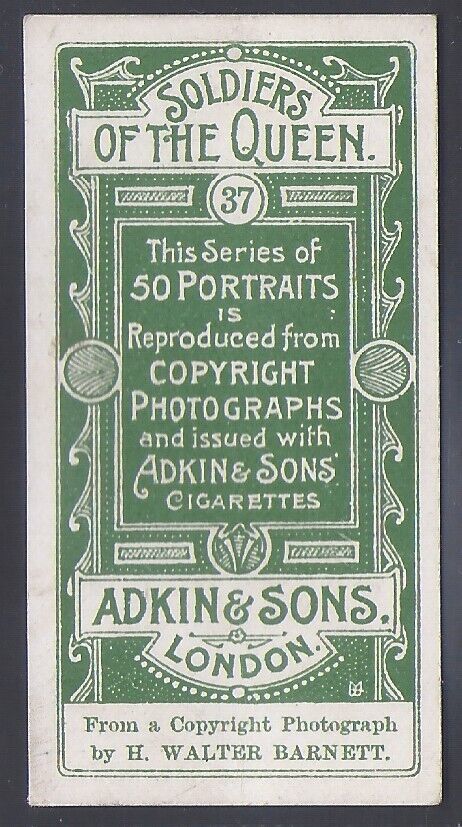 SOLDIERS
OF THE QUEEN.
37
This Series of
50 PORTRAITS
IS
Reproduced from
COPYRIGHT
PHOTOGRAPHS
and issued with
ADKIN & SONS'
CIGARETTES
ADKIN & SONS.
LONDON.
From a Copyright Photograph
by H. WALTER BARNETT.